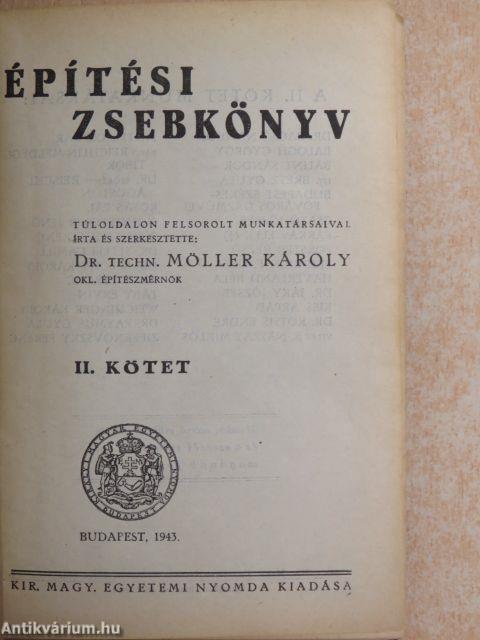 ÉPÍTÉSI
ZSEBKÖNYV
TÚLOLDALON FELSOROLT MUNKATÁRSAIVAL
ÍRTA ÉS SZERKESZTETTE:
DR. TECHN. MÖLLER KÁROLY
OKL. ÉPÍTÉSZMÉRNÖK
II. KÖTET
BUDAPEST, 1943.
KIR. MAGY. EGYETEMI NYOMDA KIADÁSA
Antikvárium.hu